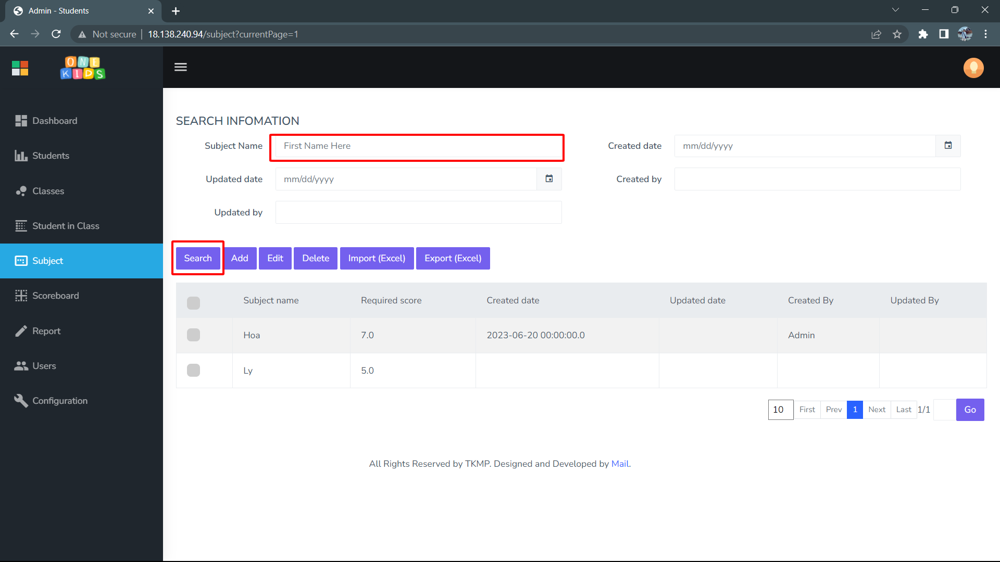 Admin - Students
Not secure 18.138.240.94/subject?currentPage=1
ONE
KIDS
Dashboard
Students
Classes
Student in Class
Subject
Scoreboard
Report
Users
Configuration
SEARCH INFOMATION
Subject Name First Name Here Created date mm/dd/yyyy
Updated date mm/dd/yyyy Created by
Updated by
Search Add Edit Delete Import (Excel) Export (Excel)
Subject name Required score Created date Updated date Created By Updated By
Hoa 7.0 2023-06-20 00:00:00.0 Admin
Ly 5.0
10 First Prev 1 Next Last 1/1 Go
All Rights Reserved by TKMP. Designed and Developed by Mail.